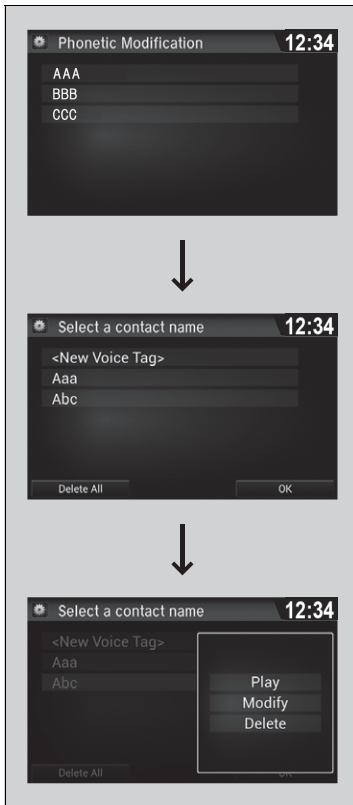 Phonetic Modification 12:34
AAA
BBB
CCC
Select a contact name 12:34
<New Voice Tag>
Aaa
Abc
Delete All OK
Select a contact name 12:34
<New Voice Tag>
Aaa
Abc
Play
Modify
Delete
Delete All OK